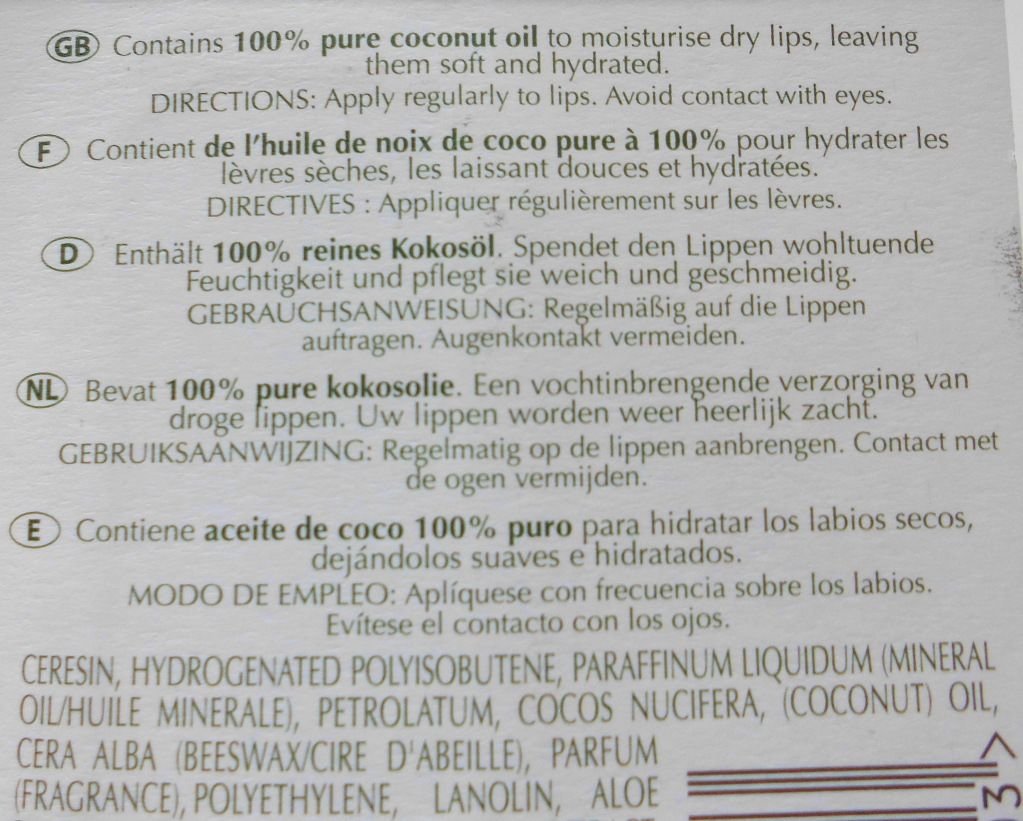 GB Contains 100% pure coconut oil to moisturise dry lips, leaving
them soft and hydrated.
DIRECTIONS: Apply regularly to lips. Avoid contact with eyes.
F Contient de l'huile de noix de coco pure à 100% pour hydrater les
lèvres sèches, les laissant douces et hydratées.
DIRECTIVES : Appliquer régulièrement sur les lèvres.
D Enthält 100% reines Kokosöl. Spendet den Lippen wohltuende
Feuchtigkeit und pflegt sie weich und geschmeidig.
GEBRAUCHSANWEISUNG: Regelmäßig auf die Lippen
auftragen. Augenkontakt vermeiden.
NL Bevat 100% pure kokosolie. Een vochtinbrengende verzorging van
droge lippen. Uw lippen worden weer heerlijk zacht.
GEBRUIKSAANWIJZING: Regelmatig op de lippen aanbrengen. Contact met
de ogen vermijden.
E Contiene aceite de coco 100% puro para hidratar los labios secos,
dejándolos suaves e hidratados.
MODO DE EMPLEO: Aplíquese con frecuencia sobre los labios.
Evítese el contacto con los ojos.
CERESIN, HYDROGENATED POLYISOBUTENE, PARAFFINUM LIQUIDUM (MINERAL
OIL/HUILE MINERALE), PETROLATUM, COCOS NUCIFERA, (COCONUT) OIL,
CERA ALBA (BEESWAX/CIRE D'ABEILLE), PARFUM
(FRAGRANCE), POLYETHYLENE, LANOLIN, ALOE